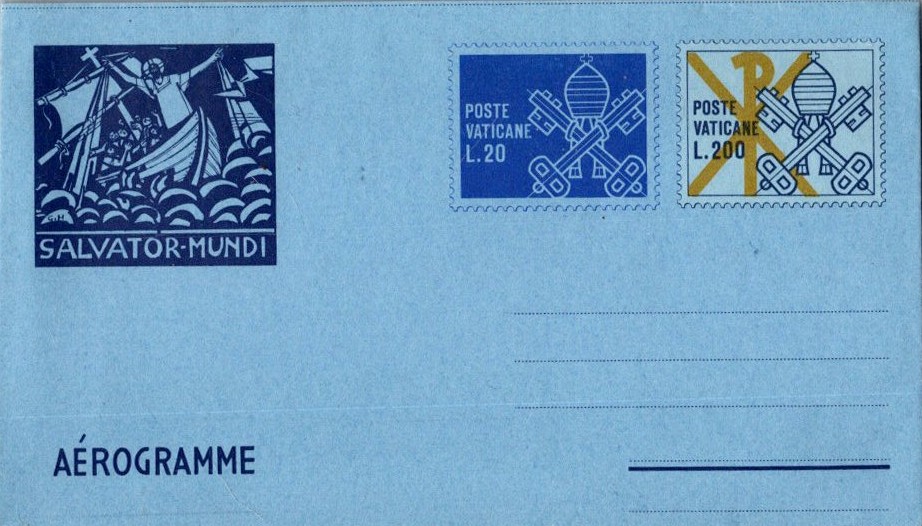 SALVATOR-MUNDI
POSTE
VATICANE
L.20
POSTE
VATICANE
L.200
AÉROGRAMME